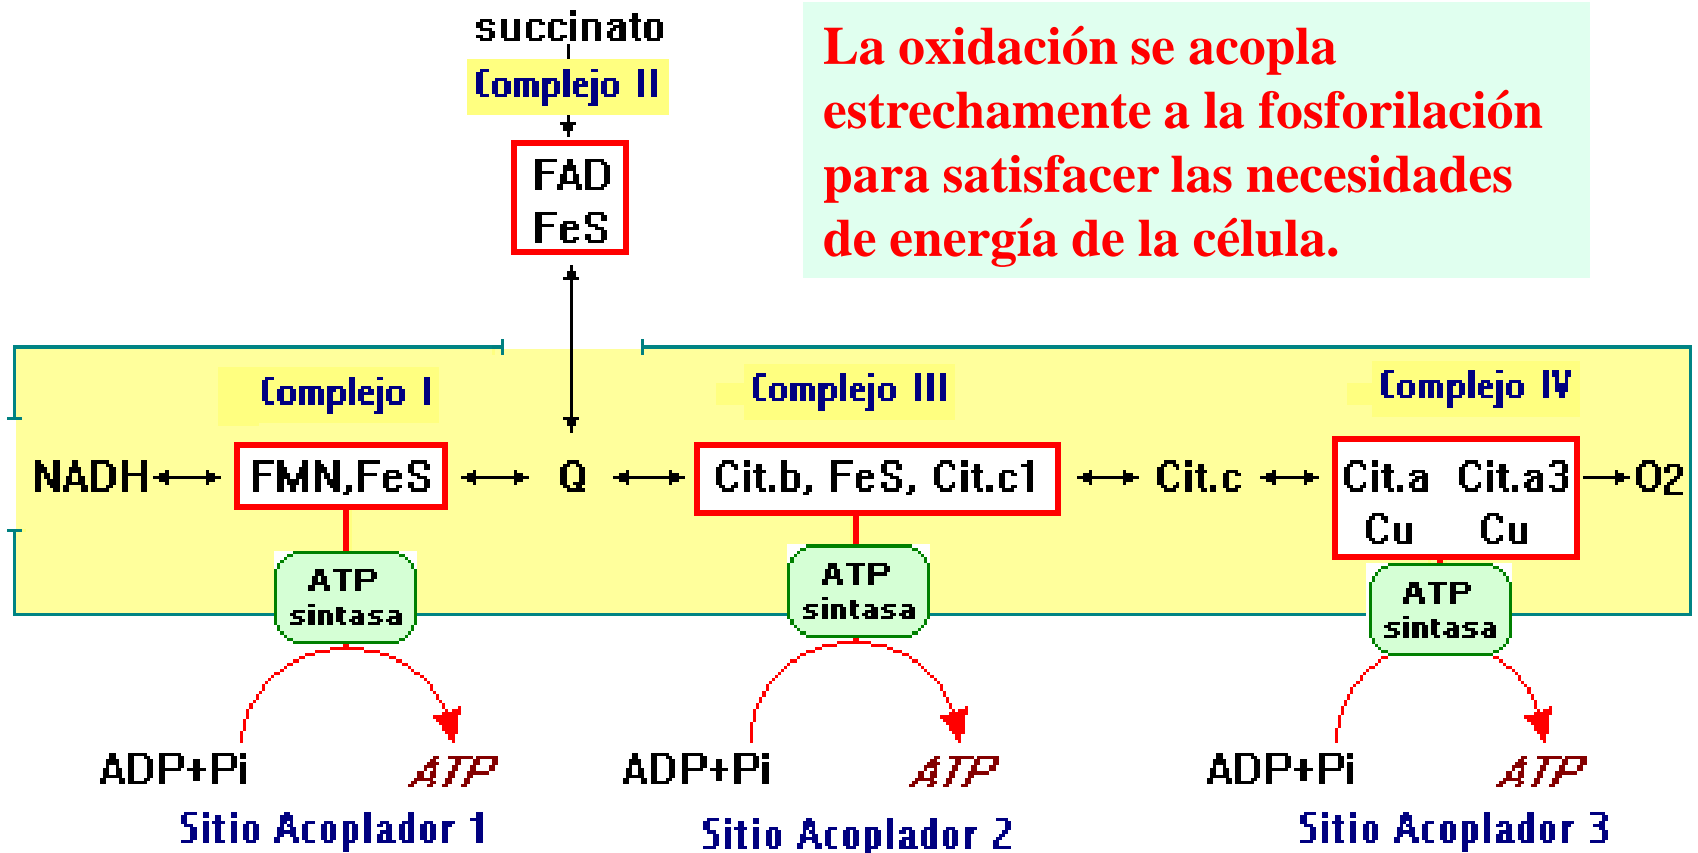 succinato
Complejo II
FAD
FeS
La oxidación se acopla
estrechamente a la fosforilación
para satisfacer las necesidades
de energía de la célula.
Complejo I
Complejo III
Complejo IV
NADH
FMN,FeS
Q
Cit.b, FeS, Cit.c1
Cit.c
Cit.a Cit.a3
Cu Cu
O2
ATP
sintasa
ATP
sintasa
ATP
sintasa
ADP+Pi
ATP
ADP+Pi
ATP
ADP+Pi
ATP
Sitio Acoplador 1
Sitio Acoplador 2
Sitio Acoplador 3